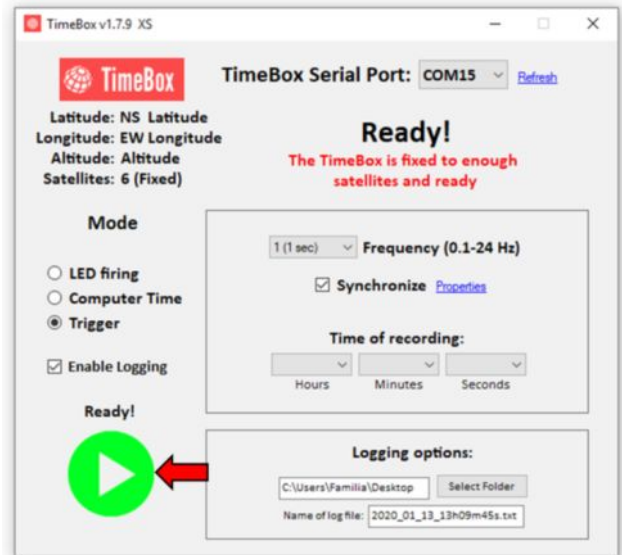 TimeBox v1.7.9 XS
TimeBox
TimeBox Serial Port: COM15 Refresh
Latitude: NS Latitude
Longitude: EW Longitude
Altitude: Altitude
Satellites: 6 (Fixed)
Ready!
The TimeBox is fixed to enough
satellites and ready
Mode
LED firing
Computer Time
Trigger
Enable Logging
Ready!
1 (1 sec) Frequency (0.1-24 Hz)
Synchronize Properties
Time of recording:
Hours Minutes Seconds
Logging options:
C:\Users\Familia\Desktop Select Folder
Name of log file: 2020_01_13_13h09m45s.txt